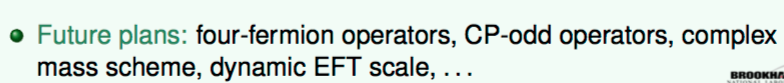 Future plans: four-fermion operators, CP-odd operators, complex
mass scheme, dynamic EFT scale, ...